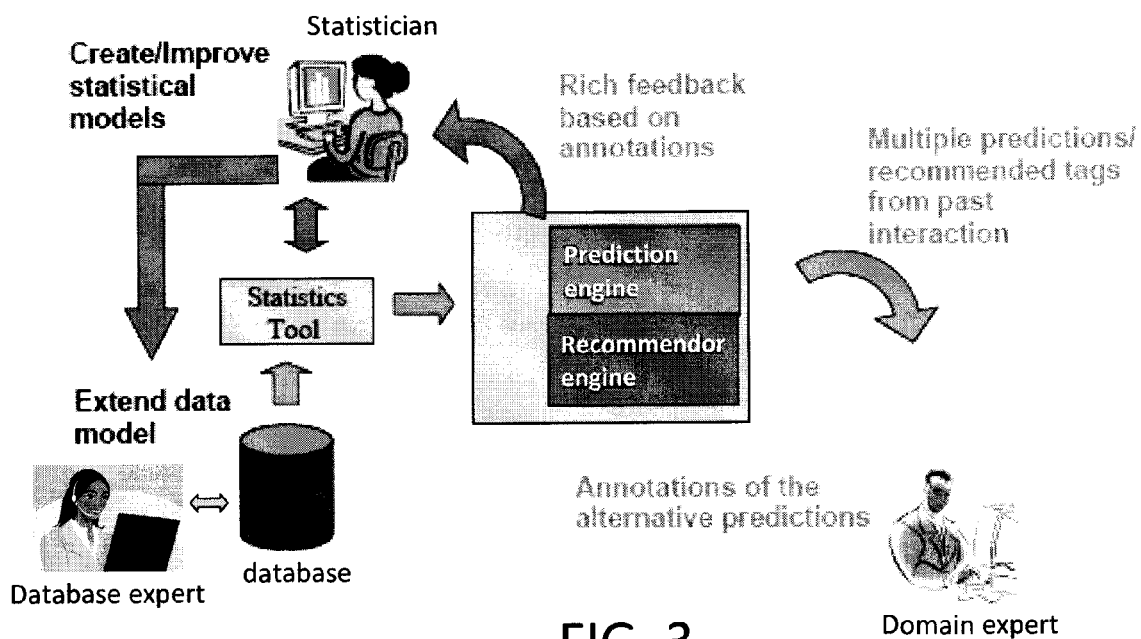 Statistician
Create/Improve
statistical
models
Rich feedback
based on
annotations
Multiple predictions/
recommended tags
from past
interaction
Prediction
engine
Statistics
Tool
Recommendor
engine
Extend data
model
Annotations of the
alternative predictions
database
Database expert
Domain expert
FIG. 3